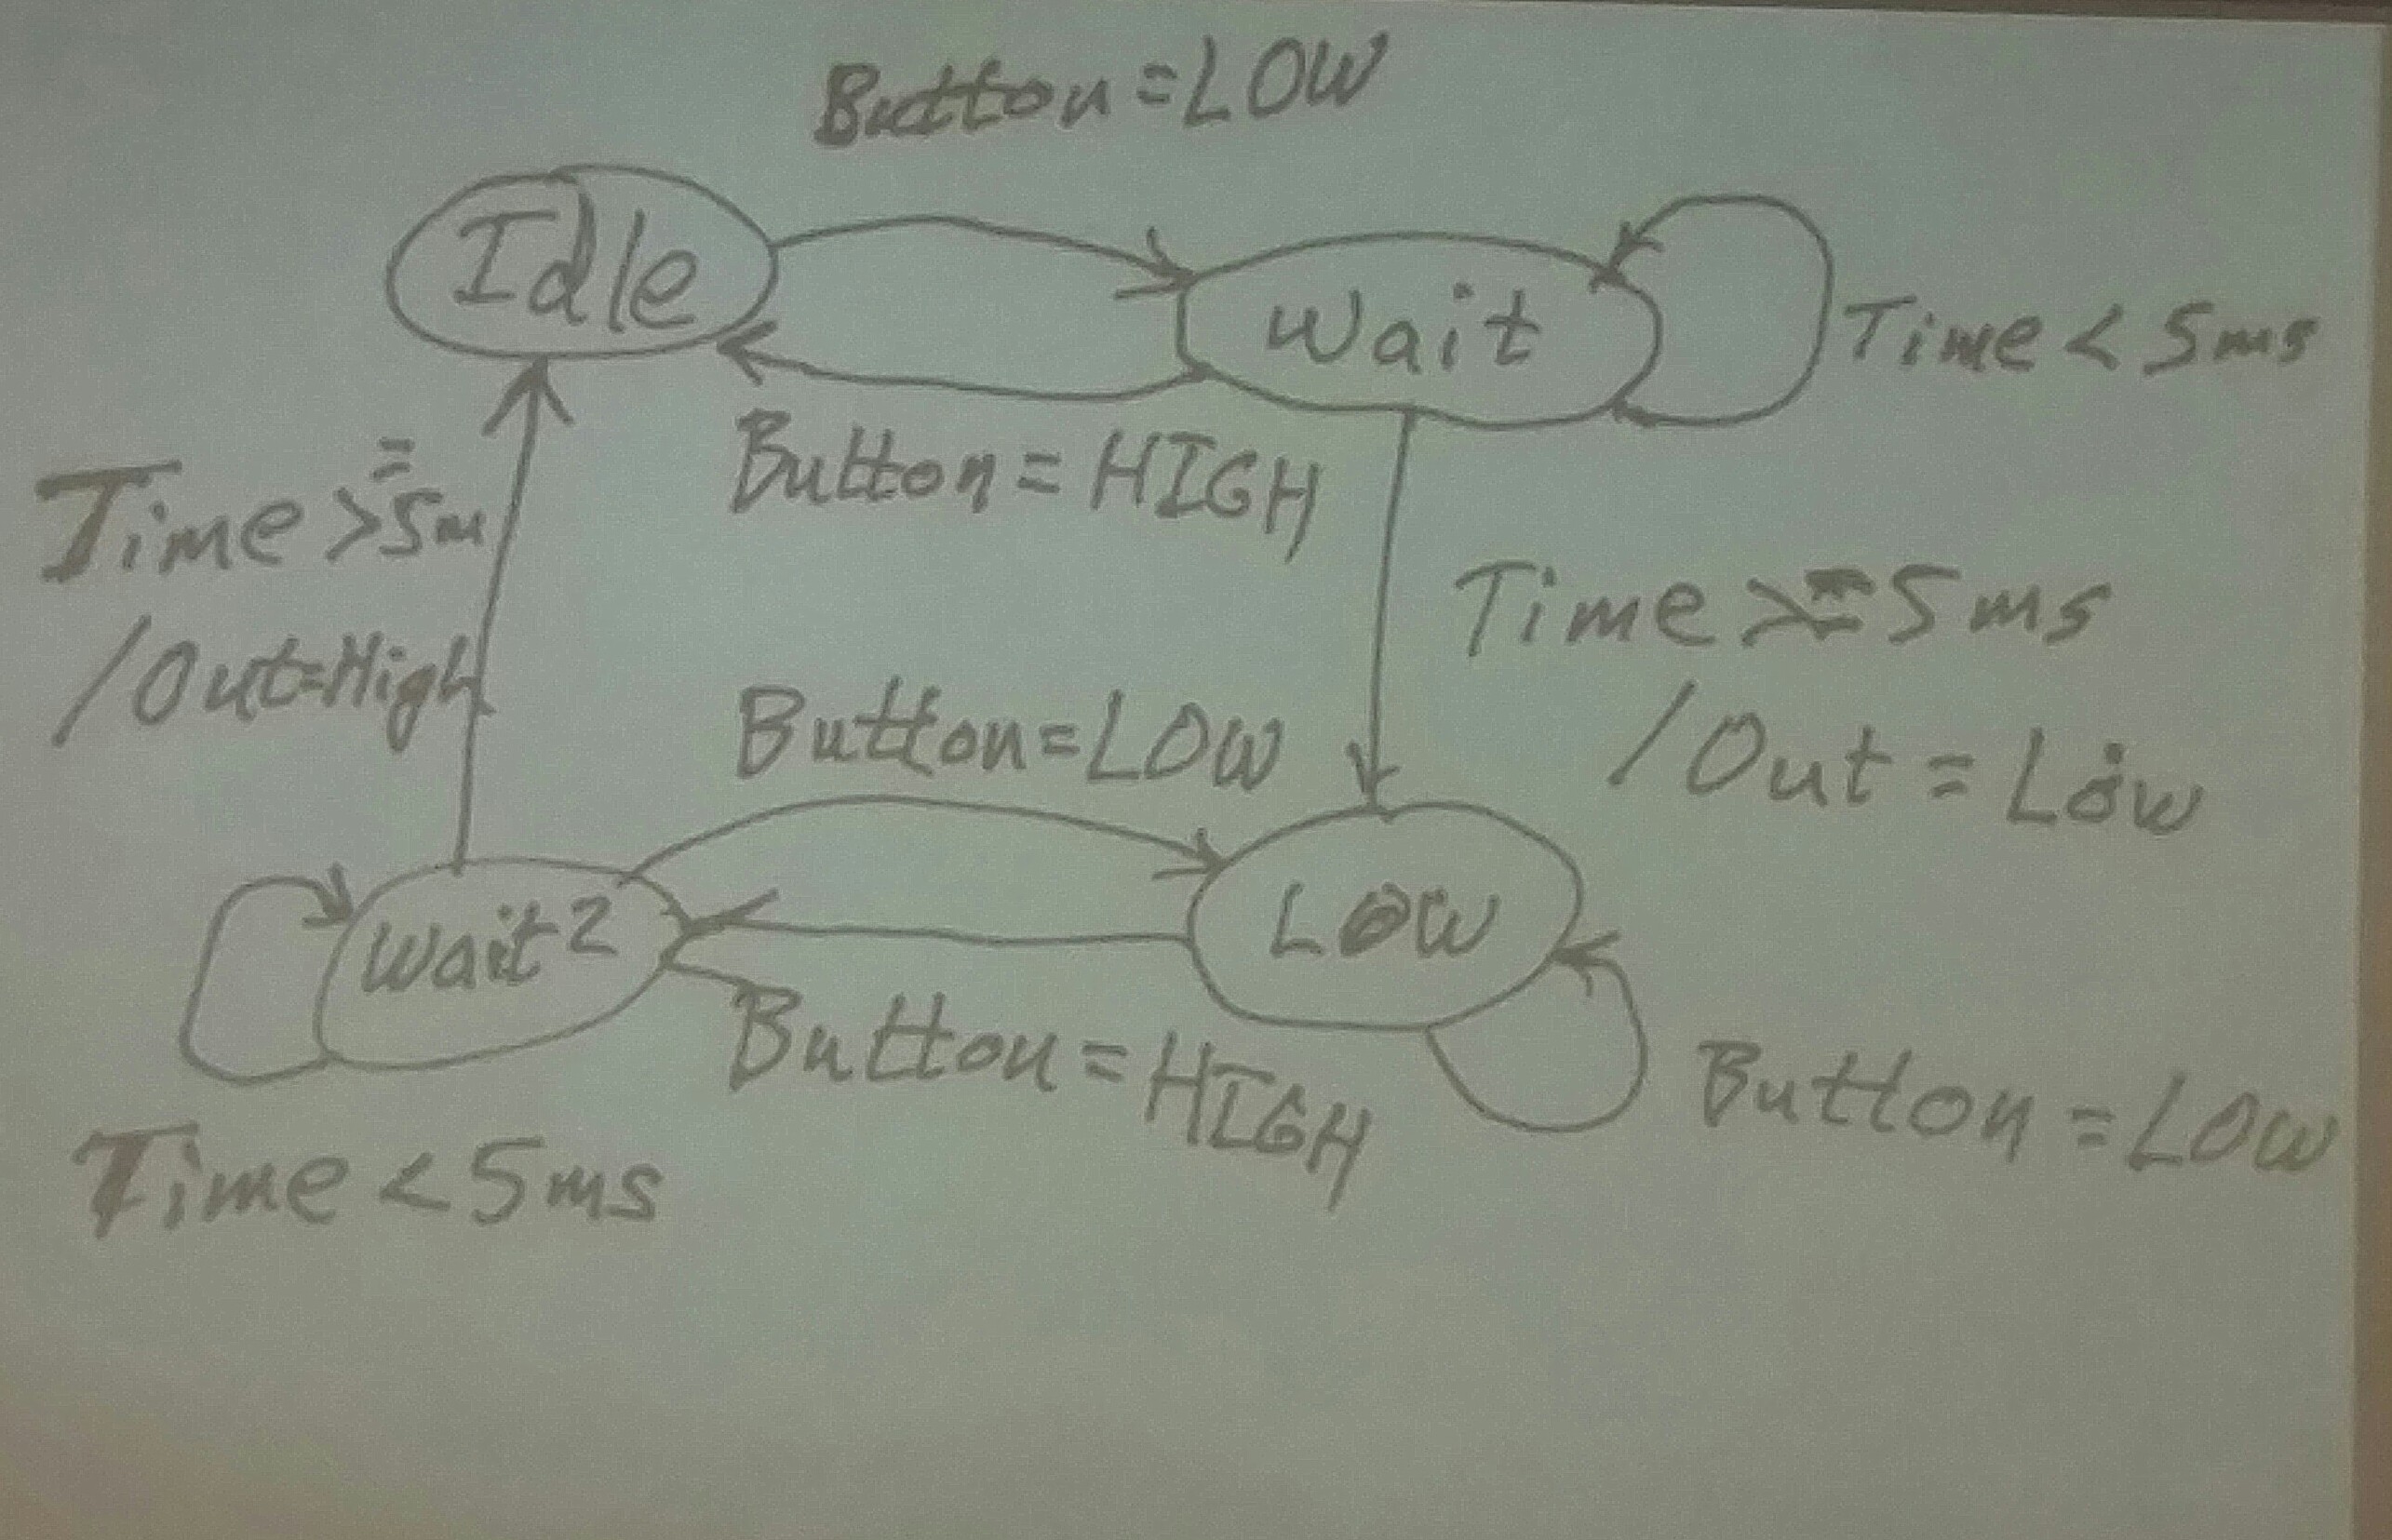 Button=LOW
Idle
Wait
Time < 5ms
Button = HIGH
Time >= 5m
/Out=High
Time >= 5ms
/Out = Low
Button=LOW
Wait2
LOW
Button = HIGH
Button = LOW
Time < 5ms